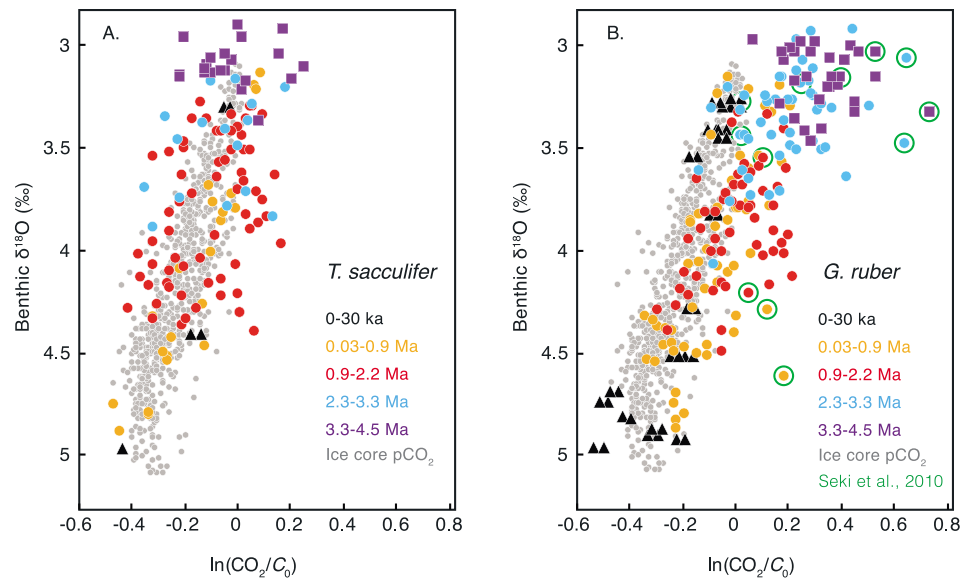 A.
3
3.5
4
4.5
5
Benthic δ¹⁸O (‰)
T. sacculifer
0-30 ka
0.03-0.9 Ma
0.9-2.2 Ma
2.3-3.3 Ma
3.3-4.5 Ma
Ice core pCO₂
-0.6 -0.4 -0.2 0 0.2 0.4 0.6 0.8
ln(CO₂/C₀)
B.
3
3.5
4
4.5
5
Benthic δ¹⁸O (‰)
G. ruber
0-30 ka
0.03-0.9 Ma
0.9-2.2 Ma
2.3-3.3 Ma
3.3-4.5 Ma
Ice core pCO₂
Seki et al., 2010
-0.6 -0.4 -0.2 0 0.2 0.4 0.6 0.8
ln(CO₂/C₀)